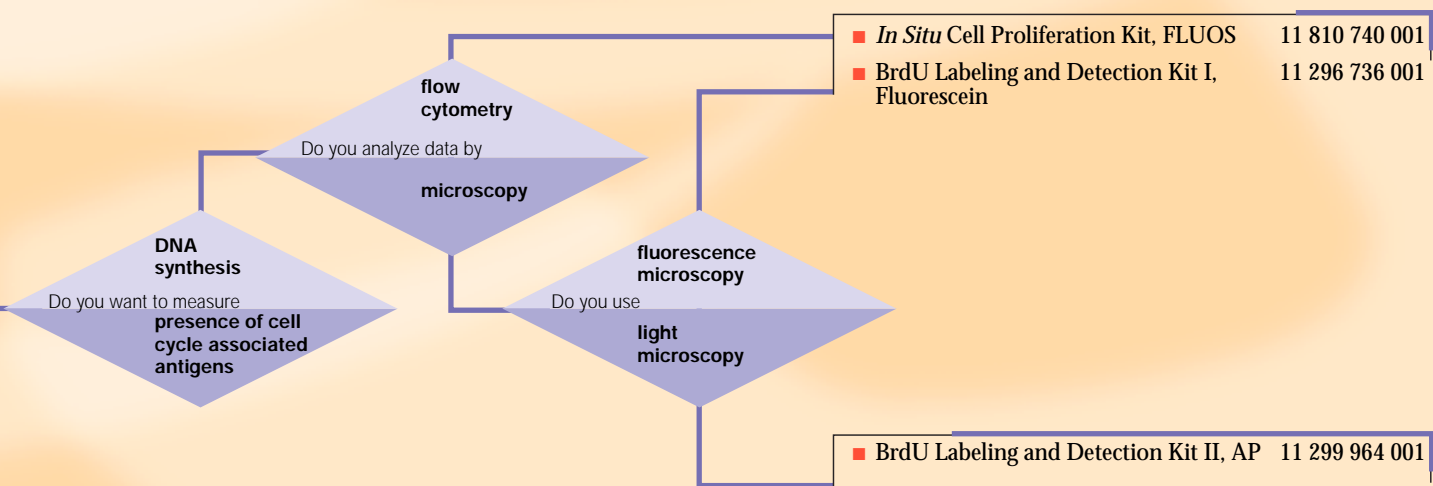 In Situ Cell Proliferation Kit, FLUOS 11 810 740 001
BrdU Labeling and Detection Kit I, 11 296 736 001
Fluorescein
flow
cytometry
Do you analyze data by
microscopy
DNA
synthesis
Do you want to measure
presence of cell
cycle associated
antigens
fluorescence
microscopy
Do you use
light
microscopy
BrdU Labeling and Detection Kit II, AP 11 299 964 001